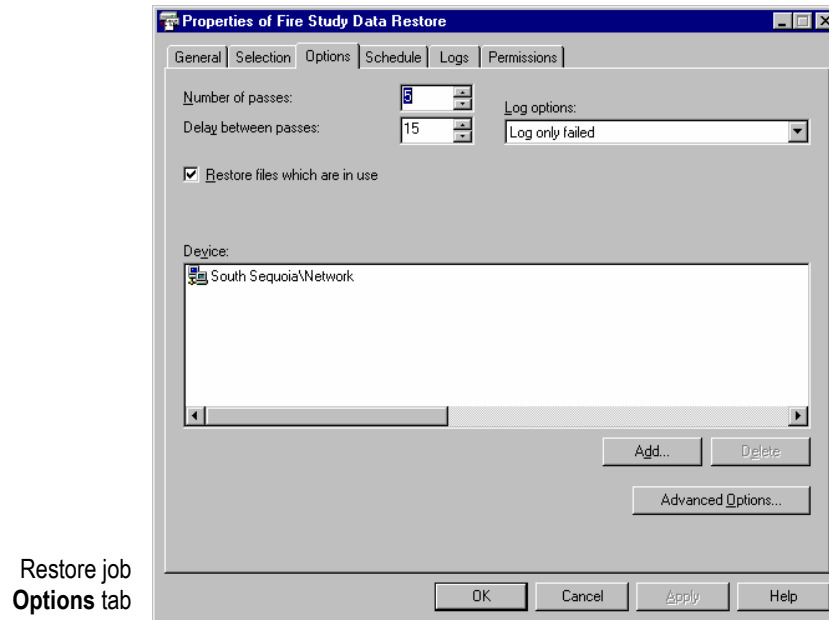 Properties of Fire Study Data Restore
General Selection Options Schedule Logs Permissions
Number of passes: 5
Log options:
Delay between passes: 15
Log only failed
Restore files which are in use
Device:
South Sequoia\Network
Add... Delete
Advanced Options...
OK Cancel Apply Help
Restore job
Options tab